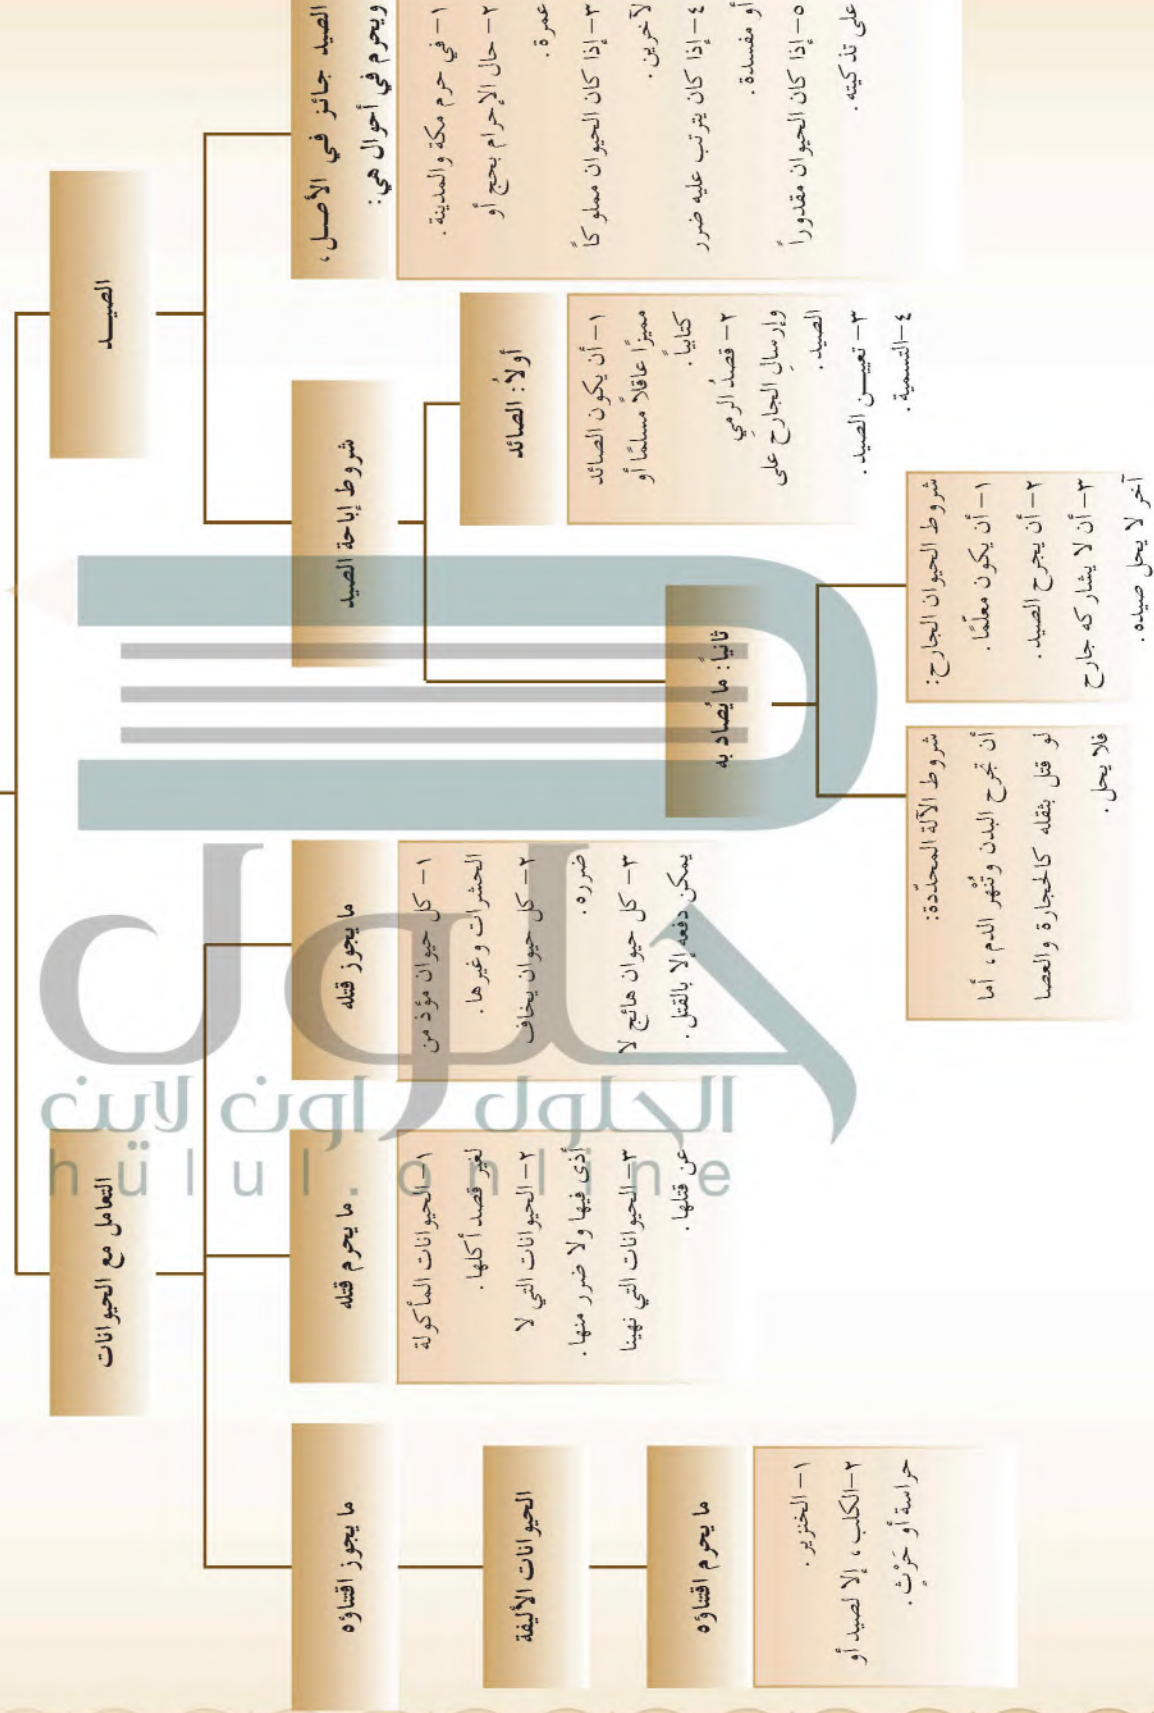 الصيـــد
الصيد جائز في الأصل،
ويحرم في أحوال هي:
١- في حرم مكة والمدينة.
٢- حال الإحرام بحج أو
عمرة.
٣- إذا كان الحيوان مملوكاً
لآخرين.
٤- إذا كان يترتب عليه ضرر
أو مفسدة.
٥- إذا كان الحيوان مقدوراً
على تذكيته.
شروط إباحة الصيد
أولاً: الصائد
١- أن يكون الصائد
مميزًا عاقلاً مسلمًا أو
كتابياً.
٢- قصدُ الرميِ
وإرسالِ الجارح على
الصيد.
٣- تعييــن الصيد.
٤-التسمية.
ثانياً: ما يُصاد به
شروط الحيوان الجارح:
١- أن يكون معلّمًا.
٢- أن يجرح الصيد.
٣- أن لا يشاركه جارح
آخر لا يحل صيده.
شروط الآلة المحدّدة:
أن تجرح البدن وتُنْهر الدم، أما
لو قتل بثقله كالحجارة والعصا
فلا يحل.
التعامل مع الحيوانات
ما يجوز قتله
١- كل حيوان مؤذ من
الحشرات وغيرها.
٢- كل حيوان يخاف
ضرره.
٣- كل حيوان هائج لا
يمكن دفعه إلا بالقتل.
ما يحرم قتله
١- الحيوانات المأكولة
لغير قصد أكلها.
٢- الحيوانات التي لا
أذى فيها ولا ضرر منها.
٣-الحيوانات التي نهينا
عن قتلها.
ما يجوز اقتناؤه
الحيوانات الأليفة
ما يحرم اقتناؤه
١- الخنزير.
٢-الكلب، إلا لصيد أو
حراسة أو حَرْثٍ.
حلول
الحلول اون لاين
hulul.online